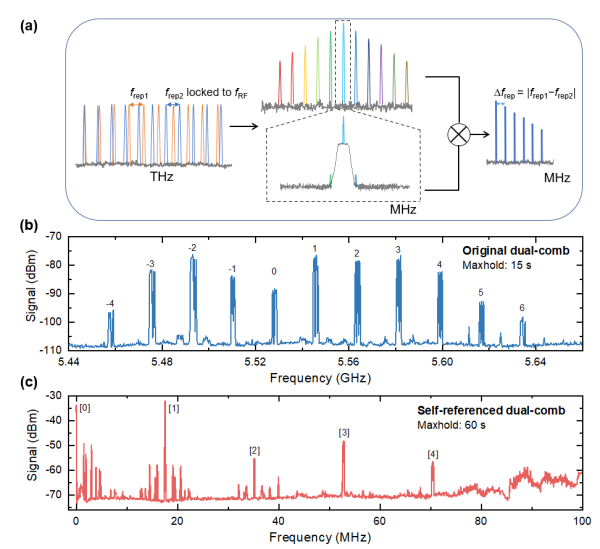 (a)
f_rep1 f_rep2 locked to f_RF
Δf_rep = |f_rep1−f_rep2|
THz
MHz
MHz
(b)
Original dual-comb
Maxhold: 15 s
-4 -3 -2 -1 0 1 2 3 4 5 6
-70
-80
-90
-100
-110
Signal (dBm)
5.44 5.48 5.52 5.56 5.60 5.64
Frequency (GHz)
(c)
Self-referenced dual-comb
Maxhold: 60 s
[0] [1] [2] [3] [4]
-30
-40
-50
-60
-70
Signal (dBm)
0 20 40 60 80 100
Frequency (MHz)